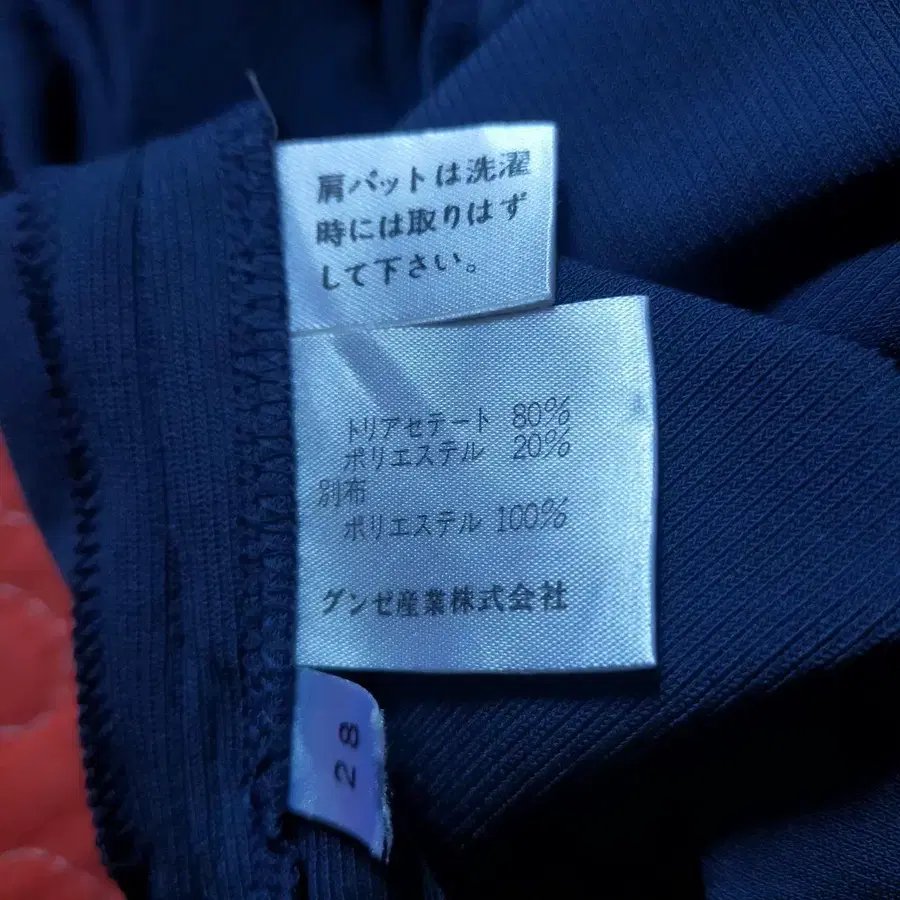 肩パットは洗濯
時には取りはず
して下さい。
トリアセテート 80%
ポリエステル 20%
別布
ポリエステル 100%
グンゼ産業株式会社
28